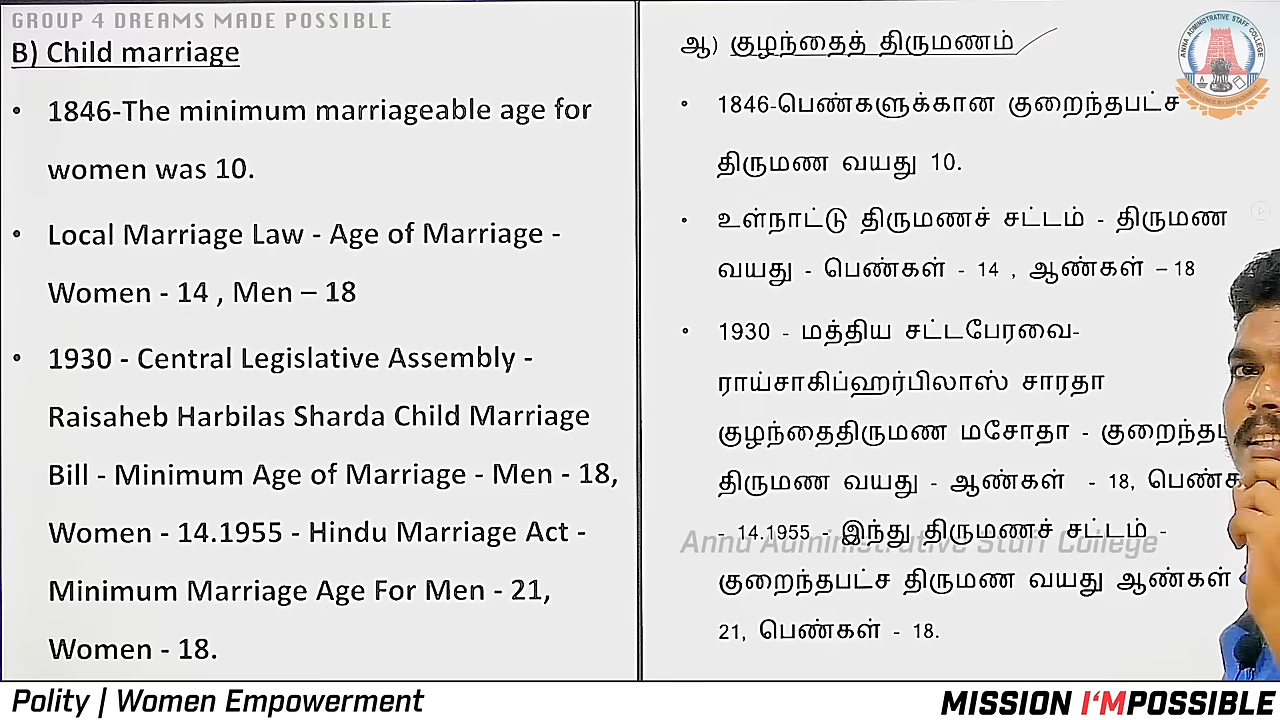 GROUP 4 DREAMS MADE POSSIBLE
B) Child marriage
• 1846-The minimum marriageable age for
women was 10.
• Local Marriage Law - Age of Marriage -
Women - 14 , Men – 18
• 1930 - Central Legislative Assembly -
Raisaheb Harbilas Sharda Child Marriage
Bill - Minimum Age of Marriage - Men - 18,
Women - 14.1955 - Hindu Marriage Act -
Minimum Marriage Age For Men - 21,
Women - 18.
ஆ) குழந்தைத் திருமணம்
• 1846-பெண்களுக்கான குறைந்தபட்ச
திருமண வயது 10.
• உள்நாட்டு திருமணச் சட்டம் - திருமண
வயது - பெண்கள் - 14 , ஆண்கள் – 18
• 1930 - மத்திய சட்டபேரவை-
ராய்சாகிப்ஹர்பிலாஸ் சாரதா
குழந்தைதிருமண மசோதா -
திருமண வயது - ஆண்கள் - 18,
- 14.1955 - இந்து திருமணச் சட்டம் -
குறைந்தபட்ச திருமண வயது ஆண்கள்
21, பெண்கள் - 18.
Anna Administrative Staff College
ANNA ADMINISTRATIVE STAFF COLLEGE
Polity | Women Empowerment
MISSION I'MPOSSIBLE